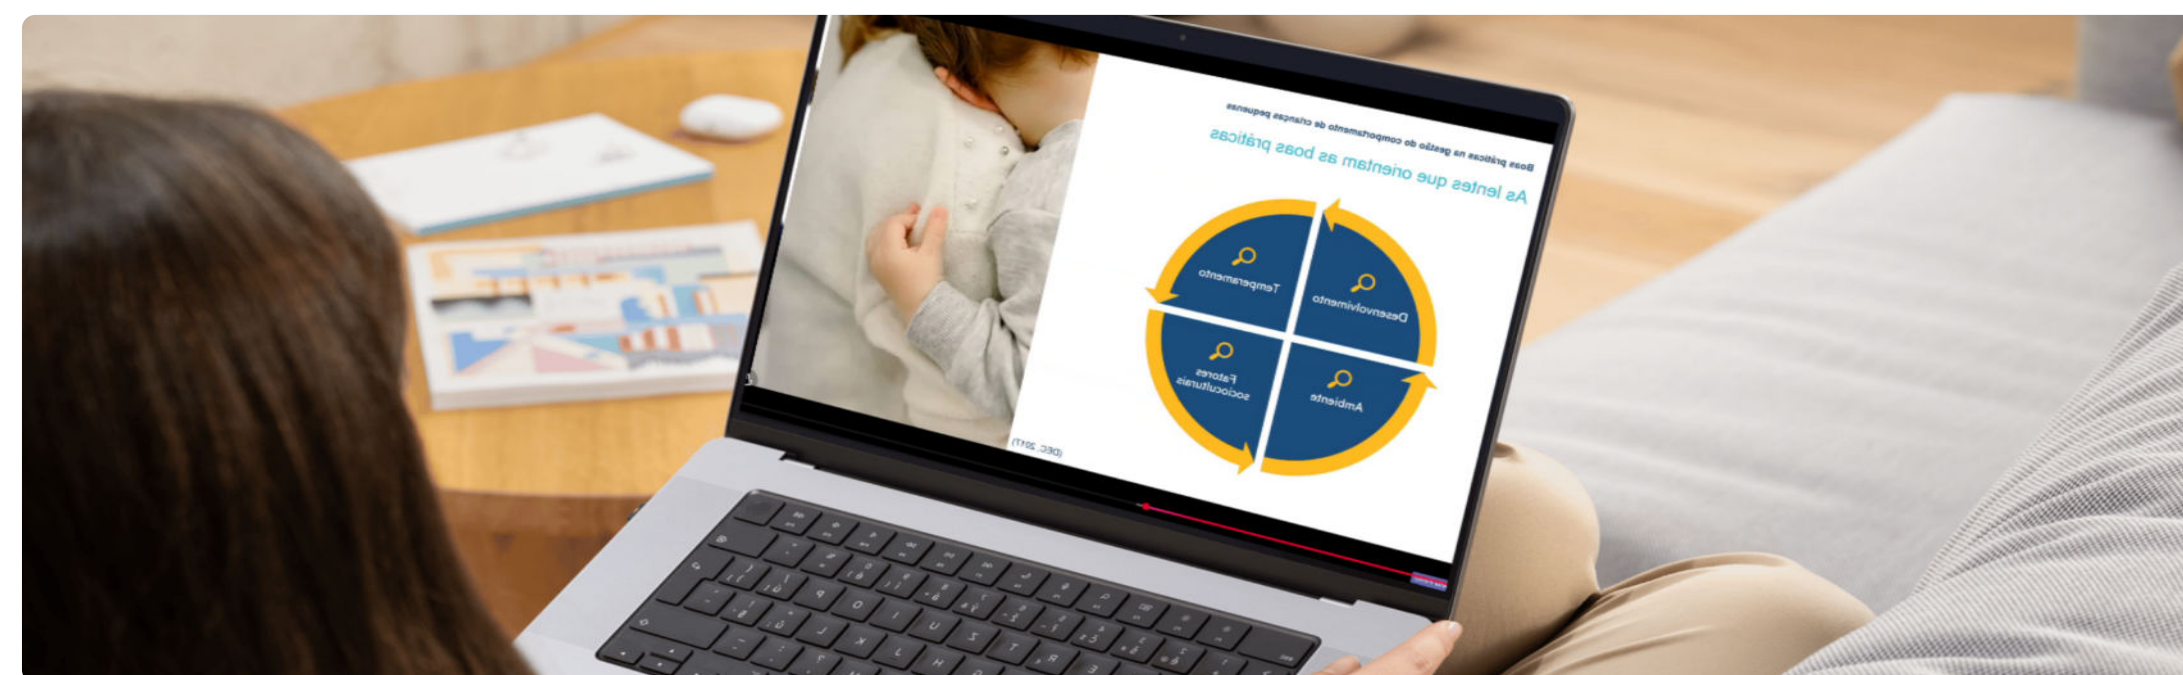 Boas práticas na gestão do comportamento de crianças pequenas
As lentes que orientam as boas práticas
Temperamento
Desenvolvimento
Fatores
socioculturais
Ambiente
(DEC, 2017)